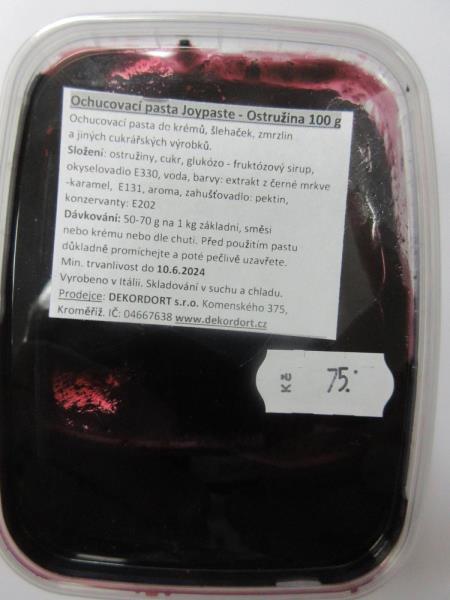 Ochucovací pasta Joypaste - Ostružina 100 g
Ochucovací pasta do krémů, šlehaček, zmrzlin
a jiných cukrářských výrobků.
Složení: ostružiny, cukr, glukózo - fruktózový sirup,
okyselovadlo E330, voda, barvy: extrakt z černé mrkve
-karamel, E131, aroma, zahušťovadlo: pektin,
konzervanty: E202
Dávkování: 50-70 g na 1 kg základní, směsi
nebo krému nebo dle chuti. Před použitím pastu
důkladně promíchejte a poté pečlivě uzavřete.
Min. trvanlivost do 10.6.2024
Vyrobeno v Itálii. Skladování v suchu a chladu.
Prodejce: DEKORDORT s.r.o. Komenského 375,
Kroměříž. IČ: 04667638 www.dekordort.cz
Kč 75.-